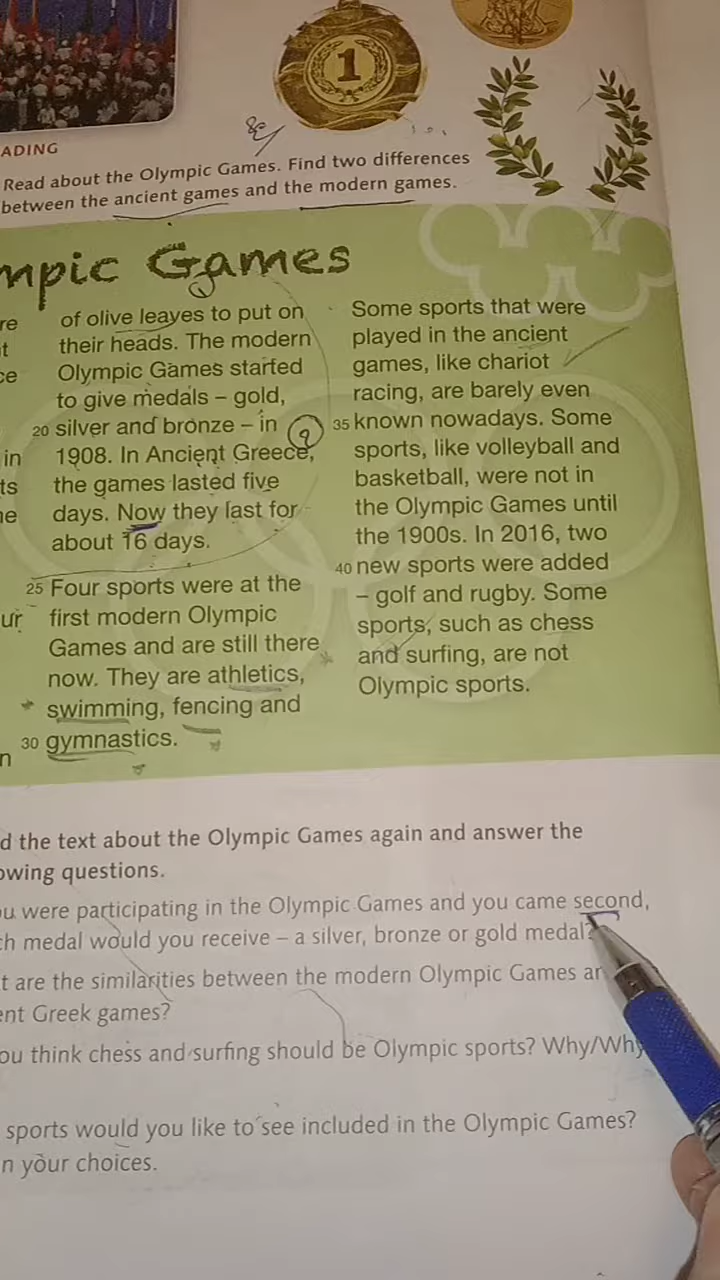 1
ADING
Read about the Olympic Games. Find two differences
between the ancient games and the modern games.
mpic Games
re
t
ce
in
ts
ne
ur
n
of olive leaves to put on
their heads. The modern
Olympic Games started
to give medals – gold,
20 silver and bronze – in
1908. In Ancient Greece,
the games lasted five
days. Now they last for
about 16 days.
25 Four sports were at the
first modern Olympic
Games and are still there
now. They are athletics,
swimming, fencing and
30 gymnastics.
Some sports that were
played in the ancient
games, like chariot
racing, are barely even
35 known nowadays. Some
sports, like volleyball and
basketball, were not in
the Olympic Games until
the 1900s. In 2016, two
40 new sports were added
– golf and rugby. Some
sports, such as chess
and surfing, are not
Olympic sports.
d the text about the Olympic Games again and answer the
owing questions.
ou were participating in the Olympic Games and you came second,
ch medal would you receive – a silver, bronze or gold medal?
t are the similarities between the modern Olympic Games ar
ent Greek games?
ou think chess and surfing should be Olympic sports? Why/Why
sports would you like to see included in the Olympic Games?
n your choices.